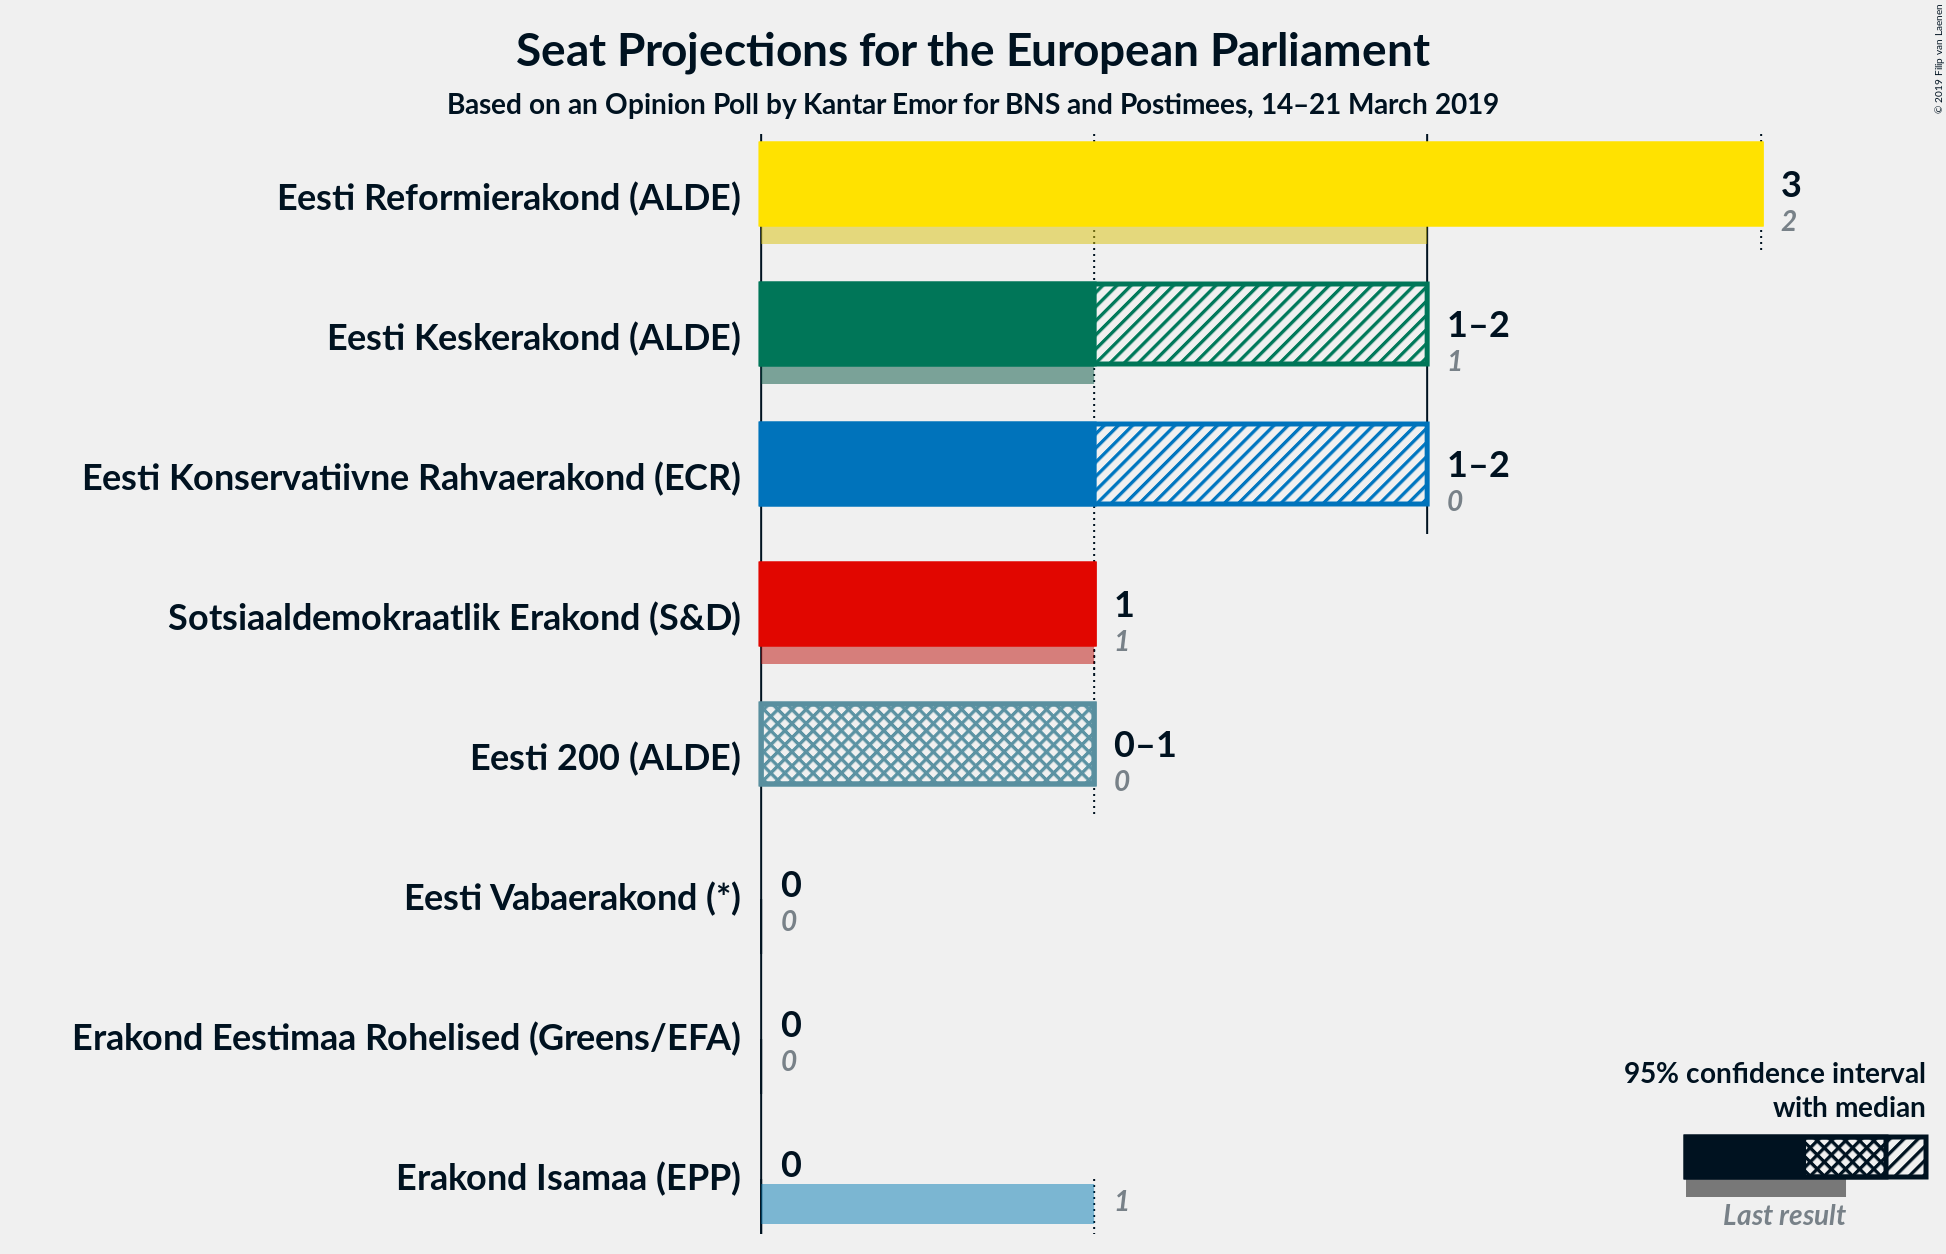 Seat Projections for the European Parliament
Based on an Opinion Poll by Kantar Emor for BNS and Postimees, 14–21 March 2019
© 2019 Filip van Laenen
Eesti Reformierakond (ALDE)
3
2
Eesti Keskerakond (ALDE)
1–2
1
Eesti Konservatiivne Rahvaerakond (ECR)
1–2
0
Sotsiaaldemokraatlik Erakond (S&D)
1
1
Eesti 200 (ALDE)
0–1
0
Eesti Vabaerakond (*)
0
0
Erakond Eestimaa Rohelised (Greens/EFA)
0
0
Erakond Isamaa (EPP)
0
1
95% confidence interval
with median
Last result